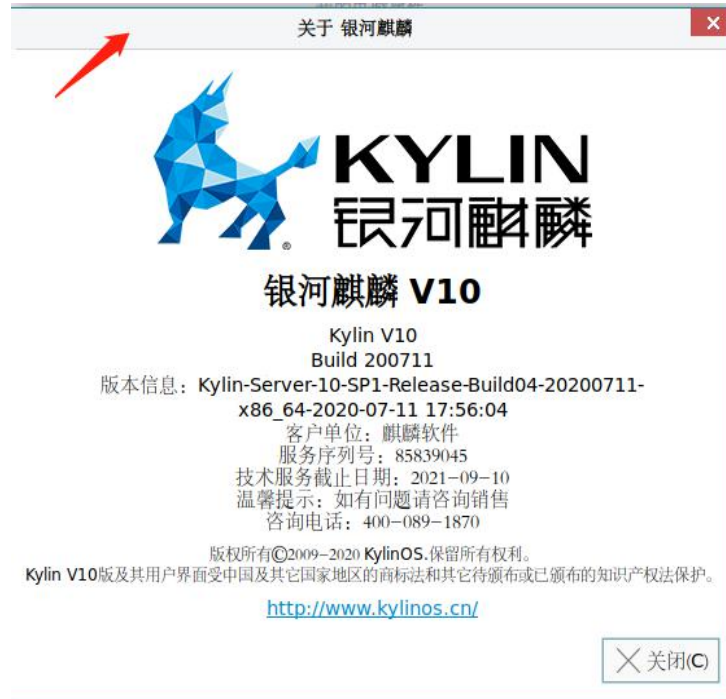 关于 银河麒麟
KYLIN
银河麒麟
银河麒麟 V10
Kylin V10
Build 200711
版本信息：Kylin-Server-10-SP1-Release-Build04-20200711-
x86_64-2020-07-11 17:56:04
客户单位：麒麟软件
服务序列号：85839045
技术服务截止日期：2021-09-10
温馨提示：如有问题请咨询销售
咨询电话：400-089-1870
版权所有©2009-2020 KylinOS.保留所有权利。
Kylin V10版及其用户界面受中国及其它国家地区的商标法和其它待颁布或已颁布的知识产权法保护。
http://www.kylinos.cn/
关闭(C)